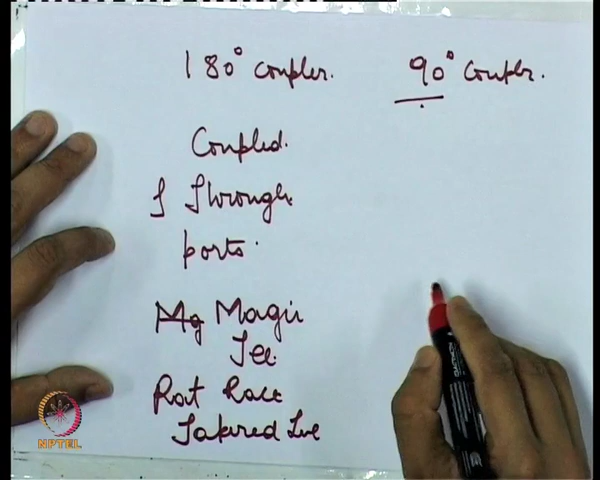 180° Coupler. 90° Coupler.
Coupled.
& Through
ports.
Mg Magic
Tee
Rat Race
Tapered Line
NPTEL